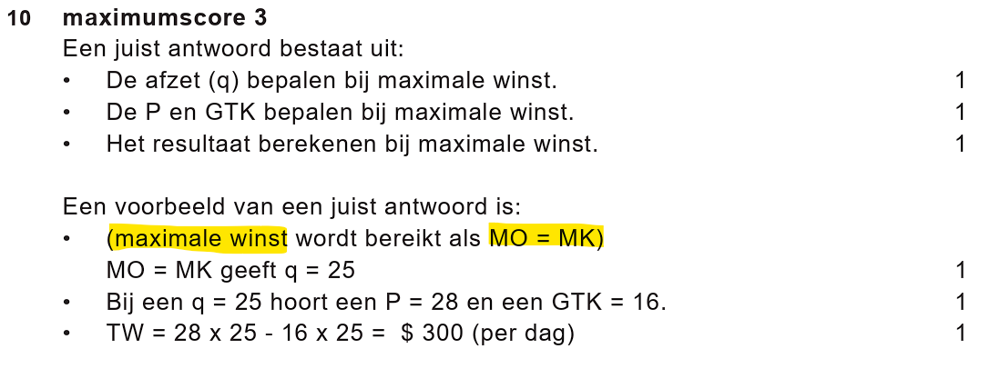 10 maximumscore 3
Een juist antwoord bestaat uit:
• De afzet (q) bepalen bij maximale winst. 1
• De P en GTK bepalen bij maximale winst. 1
• Het resultaat berekenen bij maximale winst. 1
Een voorbeeld van een juist antwoord is:
• (maximale winst wordt bereikt als MO = MK)
MO = MK geeft q = 25 1
• Bij een q = 25 hoort een P = 28 en een GTK = 16. 1
• TW = 28 x 25 - 16 x 25 = $ 300 (per dag) 1